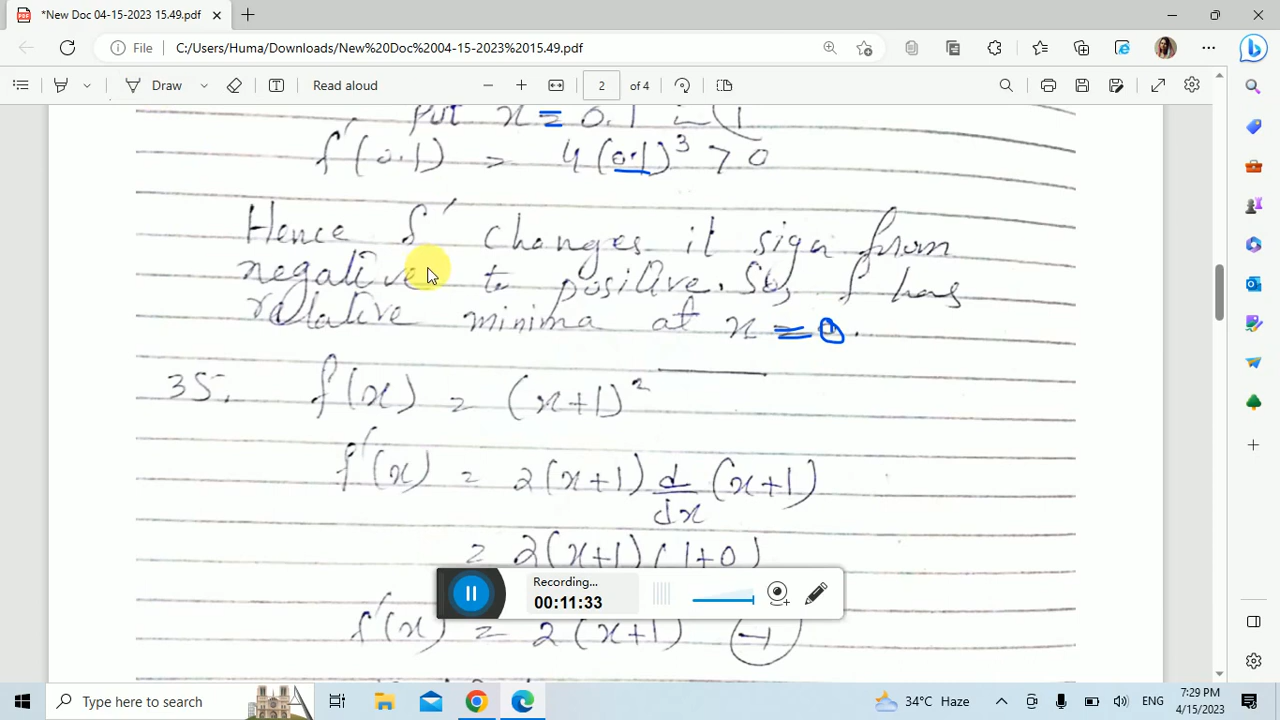 *New Doc 04-15-2023 15.49.pdf
File C:/Users/Huma/Downloads/New%20Doc%2004-15-2023%2015.49.pdf
Draw Read aloud 2 of 4
Put x = 0.1
f'(0.1) = 4(0.1)³ > 0
Hence f' changes it sign from
negative to positive. So, f has
relative minima at x = 0.
35. f(x) = (x+1)²
f'(x) = 2(x+1) d/dx (x+1)
= 2(x+1)(1+0)
Recording...
00:11:33
f'(x) = 2(x+1)
Type here to search
34°C Haze
ENG
7:29 PM
4/15/2023